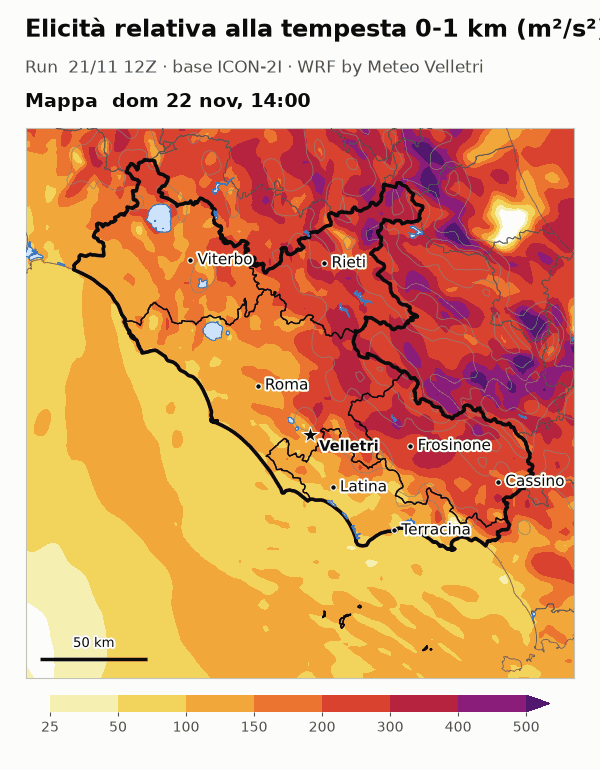 Elicità relativa alla tempesta 0-1 km (m²/s²)
Run 21/11 12Z · base ICON-2I · WRF by Meteo Velletri
Mappa dom 22 nov, 14:00
Viterbo
Rieti
Roma
Velletri
Frosinone
Latina
Cassino
Terracina
50 km
25 50 100 150 200 300 400 500